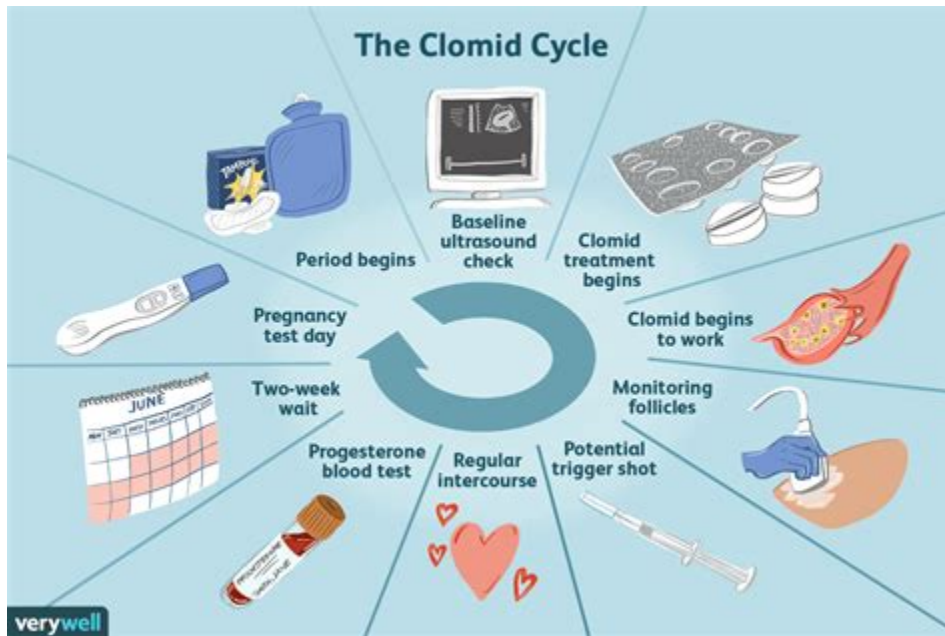 The Clomid Cycle
Period begins
Baseline
ultrasound
check
Clomid
treatment
begins
Clomid begins
to work
Monitoring
follicles
Potential
trigger shot
Regular
intercourse
Progesterone
blood test
Two-week
wait
Pregnancy
test day
JUNE
PROGESTERONE
verywell